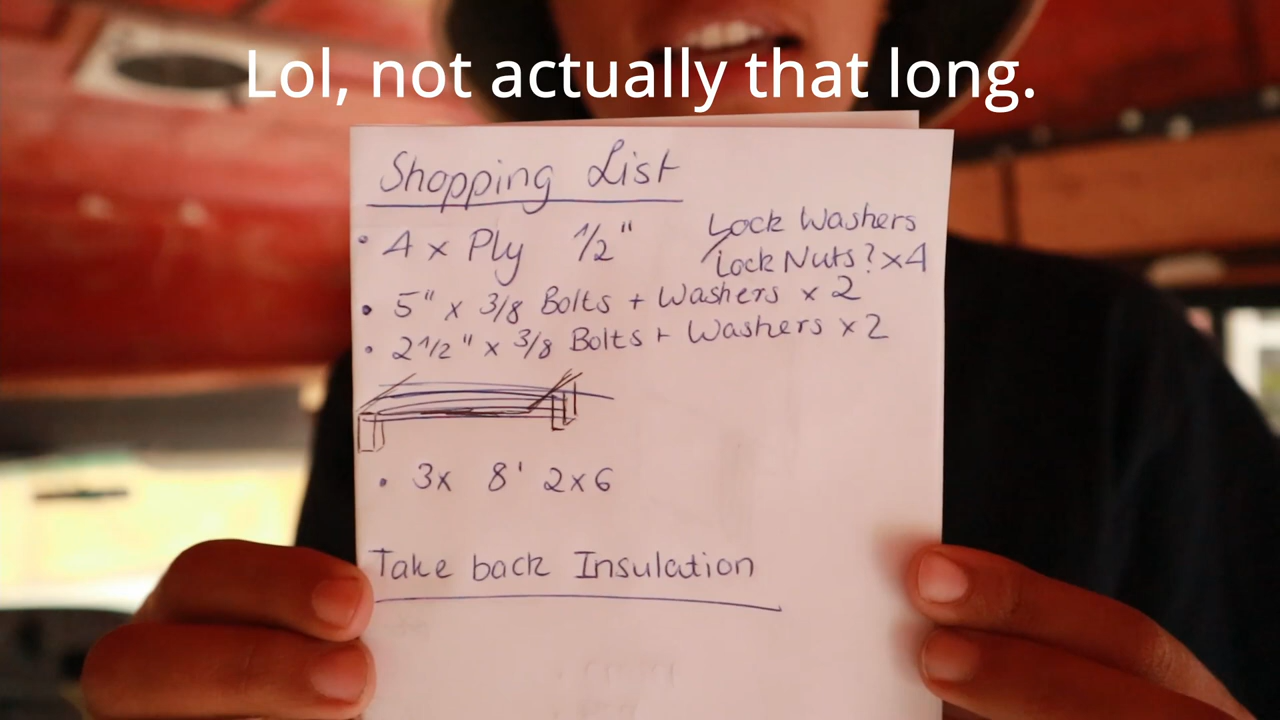 Lol, not actually that long.
Shopping List
• 4 x Ply 1/2"
Lock Washers
Lock Nuts? x4
• 5" x 3/8 Bolts + Washers x 2
• 2 1/2" x 3/8 Bolts + Washers x 2
• 3x 8' 2x6
Take back Insulation